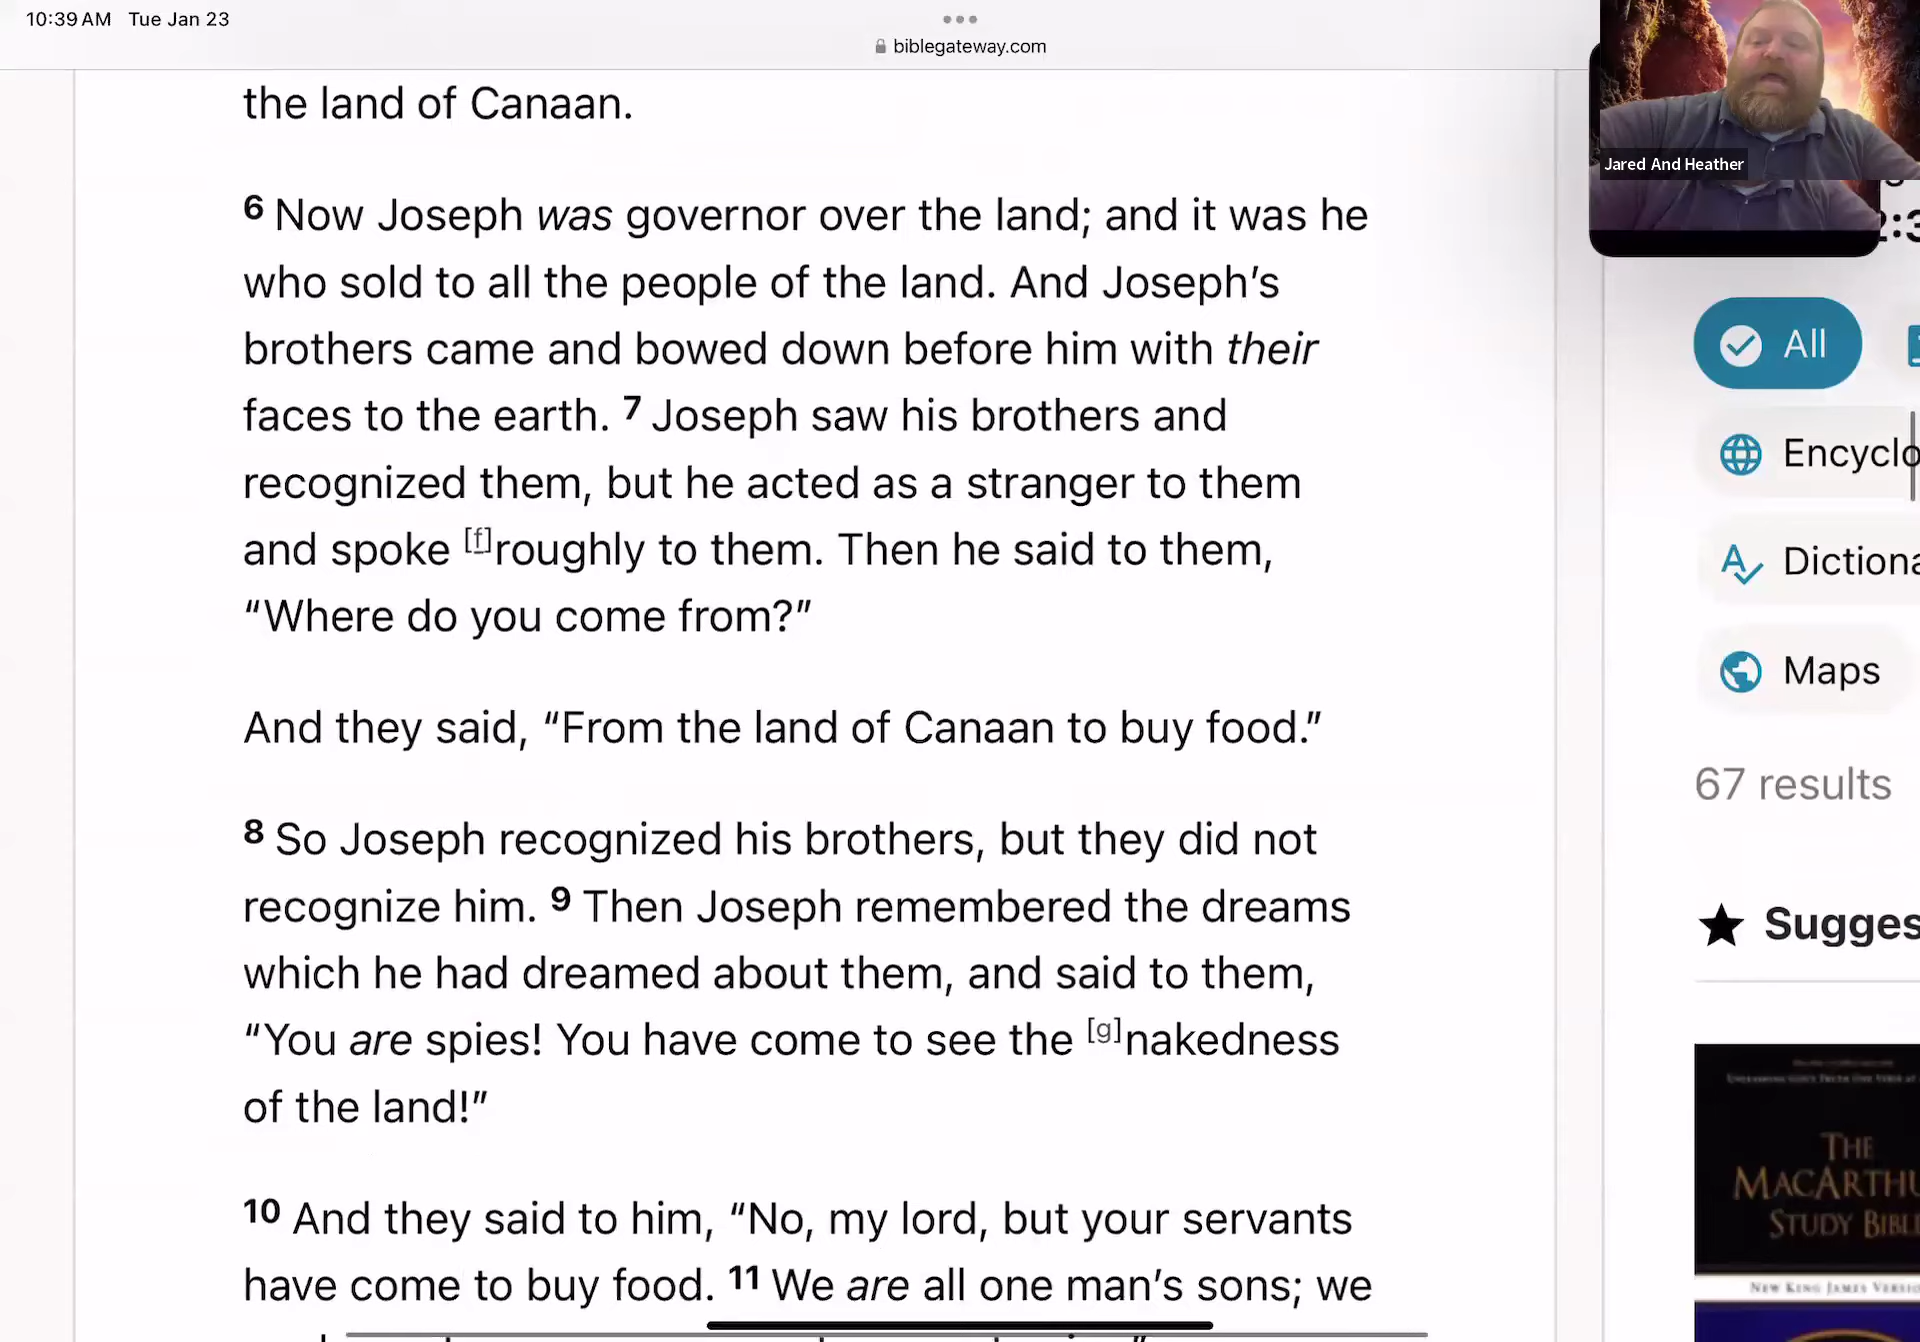 10:39 AM Tue Jan 23
biblegateway.com
Jared And Heather
the land of Canaan.
6 Now Joseph was governor over the land; and it was he
who sold to all the people of the land. And Joseph’s
brothers came and bowed down before him with their
faces to the earth. 7 Joseph saw his brothers and
recognized them, but he acted as a stranger to them
and spoke [f]roughly to them. Then he said to them,
“Where do you come from?”
And they said, “From the land of Canaan to buy food.”
8 So Joseph recognized his brothers, but they did not
recognize him. 9 Then Joseph remembered the dreams
which he had dreamed about them, and said to them,
“You are spies! You have come to see the [g]nakedness
of the land!”
10 And they said to him, “No, my lord, but your servants
have come to buy food. 11 We are all one man’s sons; we
All
Encyclo
Dictiona
Maps
67 results
Sugges
THE
MACARTHU
STUDY BIBL
NEW KING JAMES VERSIO